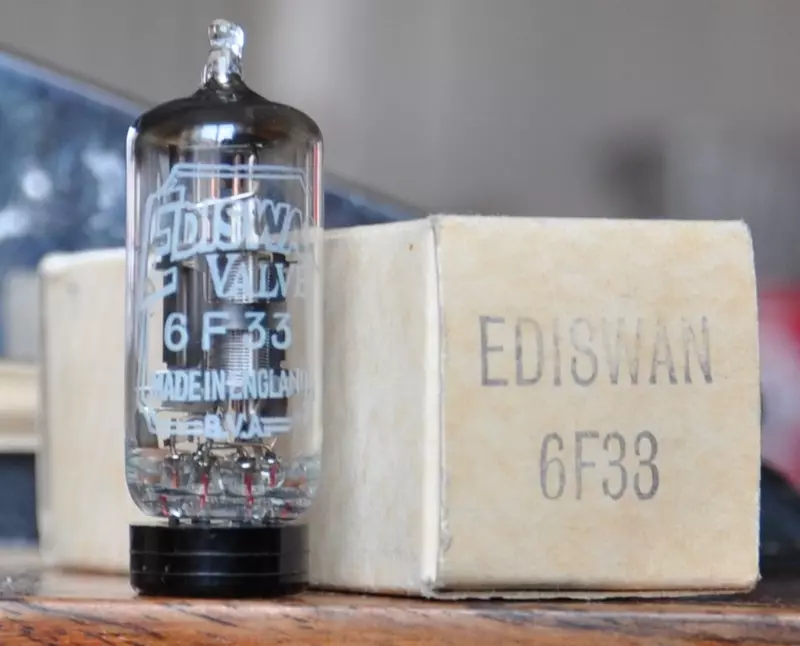 EDISWAN
VALVE
6F33
MADE IN ENGLAND
B.V.A.
EDISWAN
6F33